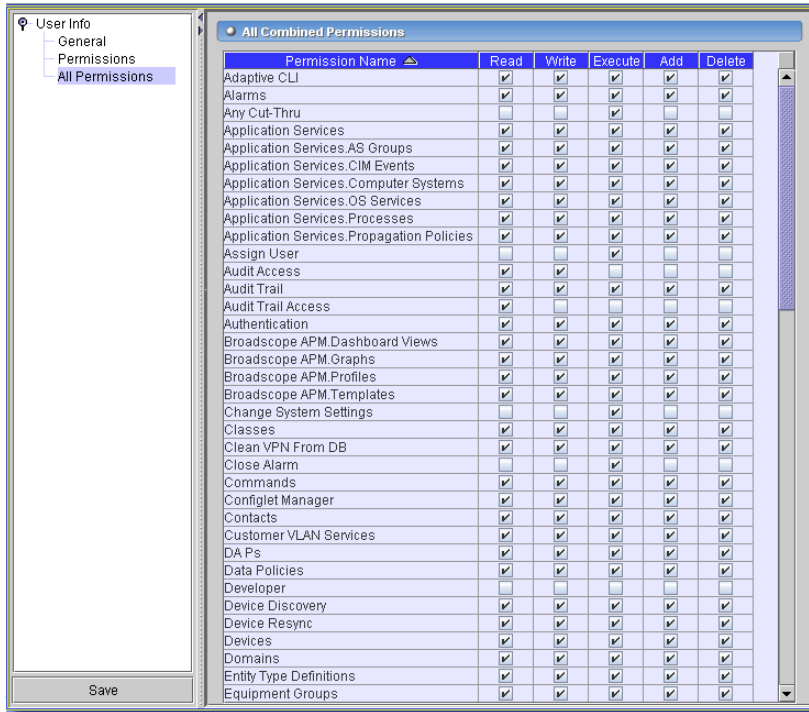 User Info
General
Permissions
All Permissions
Save
All Combined Permissions
Permission Name Read Write Execute Add Delete
Adaptive CLI
Alarms
Any Cut-Thru
Application Services
Application Services.AS Groups
Application Services.CIM Events
Application Services.Computer Systems
Application Services.OS Services
Application Services.Processes
Application Services.Propagation Policies
Assign User
Audit Access
Audit Trail
Audit Trail Access
Authentication
Broadscope APM.Dashboard Views
Broadscope APM.Graphs
Broadscope APM.Profiles
Broadscope APM.Templates
Change System Settings
Classes
Clean VPN From DB
Close Alarm
Commands
Configlet Manager
Contacts
Customer VLAN Services
DA Ps
Data Policies
Developer
Device Discovery
Device Resync
Devices
Domains
Entity Type Definitions
Equipment Groups